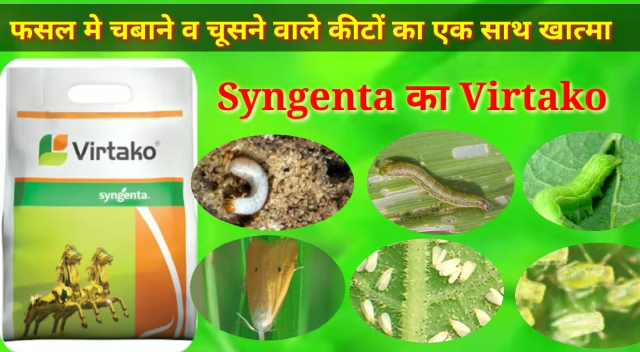 फसल मे चबाने व चूसने वाले कीटों का एक साथ खात्मा
Syngenta का Virtako
Virtako®
syngenta.